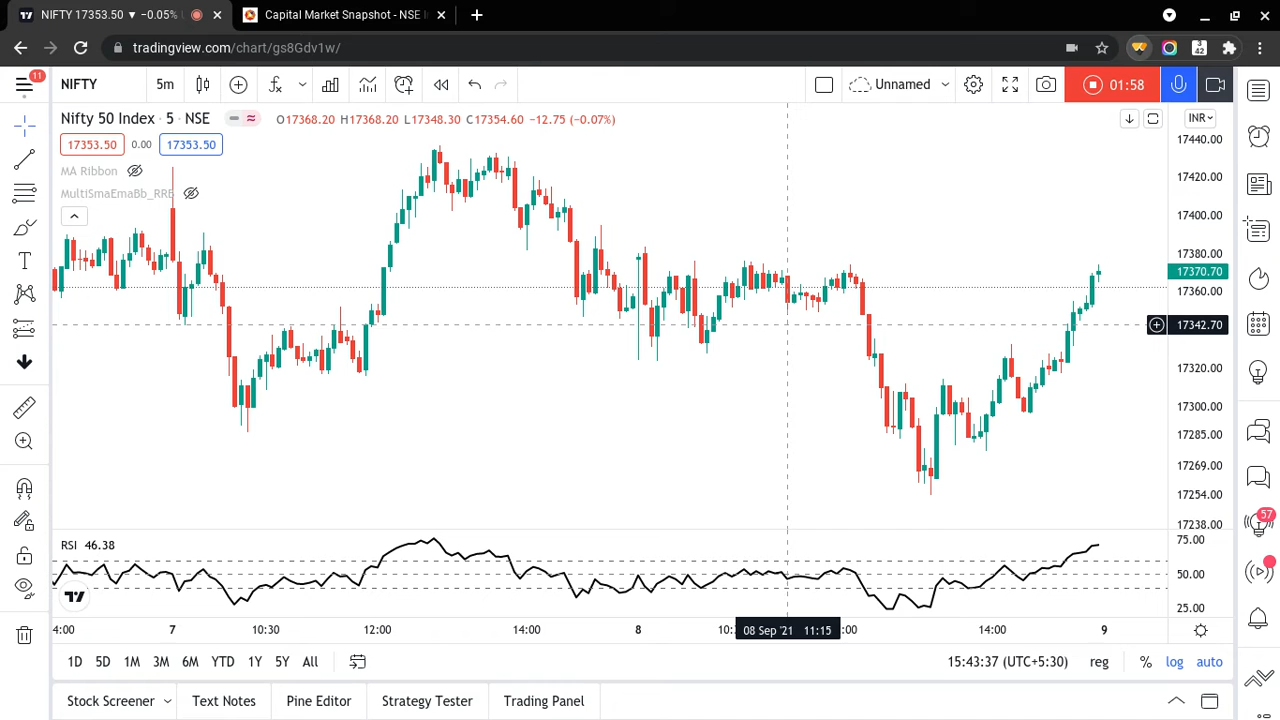 NIFTY 17353.50 ▼ −0.05%
Capital Market Snapshot - NSE I
tradingview.com/chart/gs8Gdv1w/
3
42
11
NIFTY
5m
Unnamed
01:58
Nifty 50 Index · 5 · NSE
O17368.20 H17368.20 L17348.30 C17354.60 −12.75 (−0.07%)
INR
17353.50
0.00
17353.50
MA Ribbon
MultiSmaEmaBb_RRB
17440.00
17420.00
17400.00
17380.00
17370.70
17360.00
17342.70
17320.00
17300.00
17285.00
17269.00
17254.00
17238.00
57
RSI 46.38
75.00
50.00
25.00
4:00
7
10:30
12:00
14:00
8
10:
08 Sep '21 11:15
:00
14:00
9
1D
5D
1M
3M
6M
YTD
1Y
5Y
All
15:43:37 (UTC+5:30)
reg
%
log
auto
Stock Screener
Text Notes
Pine Editor
Strategy Tester
Trading Panel